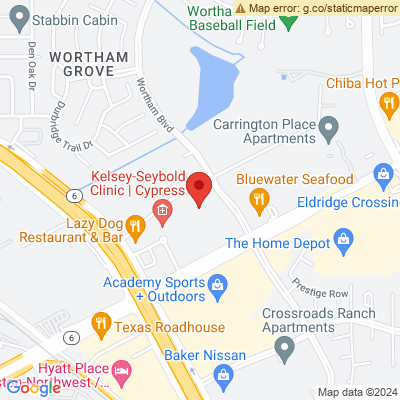 Map error: g.co/staticmaperror
Stabbin Cabin
Wortha
Baseball Field
WORTHAM
GROVE
Den Oak Dr
Durbridge Trail Dr
Wortham Blvd
Chiba Hot P
Carrington Place
Apartments
Kelsey-Seybold
Clinic | Cypress
Bluewater Seafood
Eldridge Crossing
6
Lazy Dog
Restaurant & Bar
The Home Depot
Academy Sports
+ Outdoors
Prestige Row
Texas Roadhouse
Crossroads Ranch
Apartments
6
Hyatt Place
Baker Nissan
Google
Map data ©2024